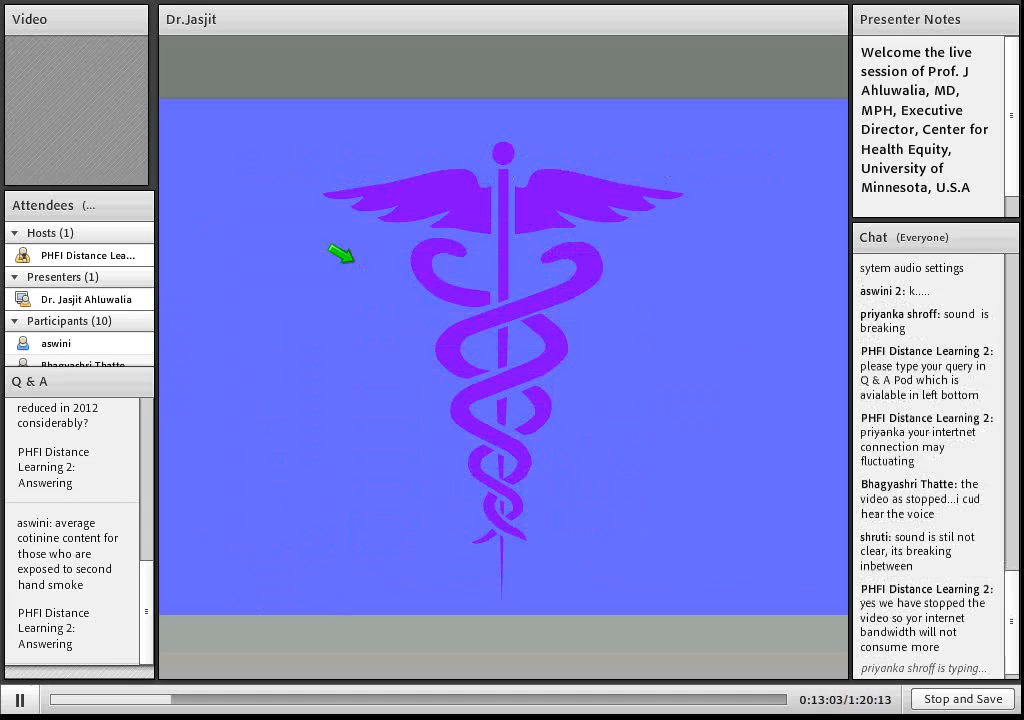 Video
Dr.Jasjit
Presenter Notes
Welcome the live
session of Prof. J
Ahluwalia, MD,
MPH, Executive
Director, Center for
Health Equity,
University of
Minnesota, U.S.A
Attendees (...
Hosts (1)
PHFI Distance Lea...
Presenters (1)
Dr. Jasjit Ahluwalia
Participants (10)
aswini
Bhagyashri Thatte
Q & A
reduced in 2012
considerably?
PHFI Distance
Learning 2:
Answering
aswini: average
cotinine content for
those who are
exposed to second
hand smoke
PHFI Distance
Learning 2:
Answering
Chat (Everyone)
sytem audio settings
aswini 2: k.....
priyanka shroff: sound is
breaking
PHFI Distance Learning 2:
please type your query in
Q & A Pod which is
avialable in left bottom
PHFI Distance Learning 2:
priyanka your internet
connection may
fluctuating
Bhagyashri Thatte: the
video as stopped...i cud
hear the voice
shruti: sound is stil not
clear, its breaking
inbetween
PHFI Distance Learning 2:
yes we have stopped the
video so yor internet
bandwidth will not
consume more
priyanka shroff is typing...
0:13:03/1:20:13
Stop and Save